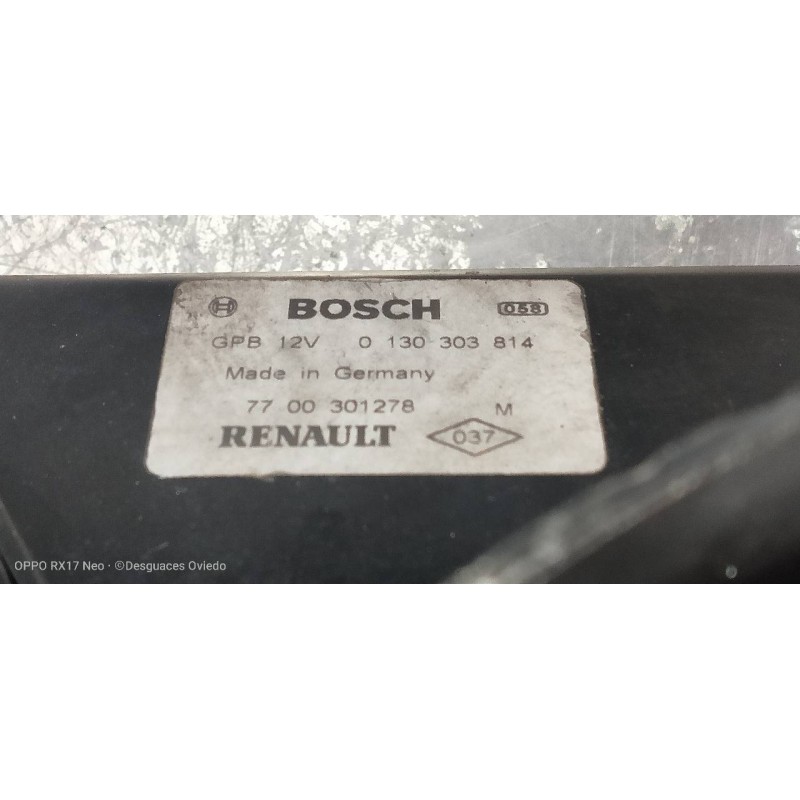 BOSCH 058
GPB 12V 0 130 303 814
Made in Germany
77 00 301278 M
RENAULT 037
OPPO RX17 Neo · ©Desguaces Oviedo